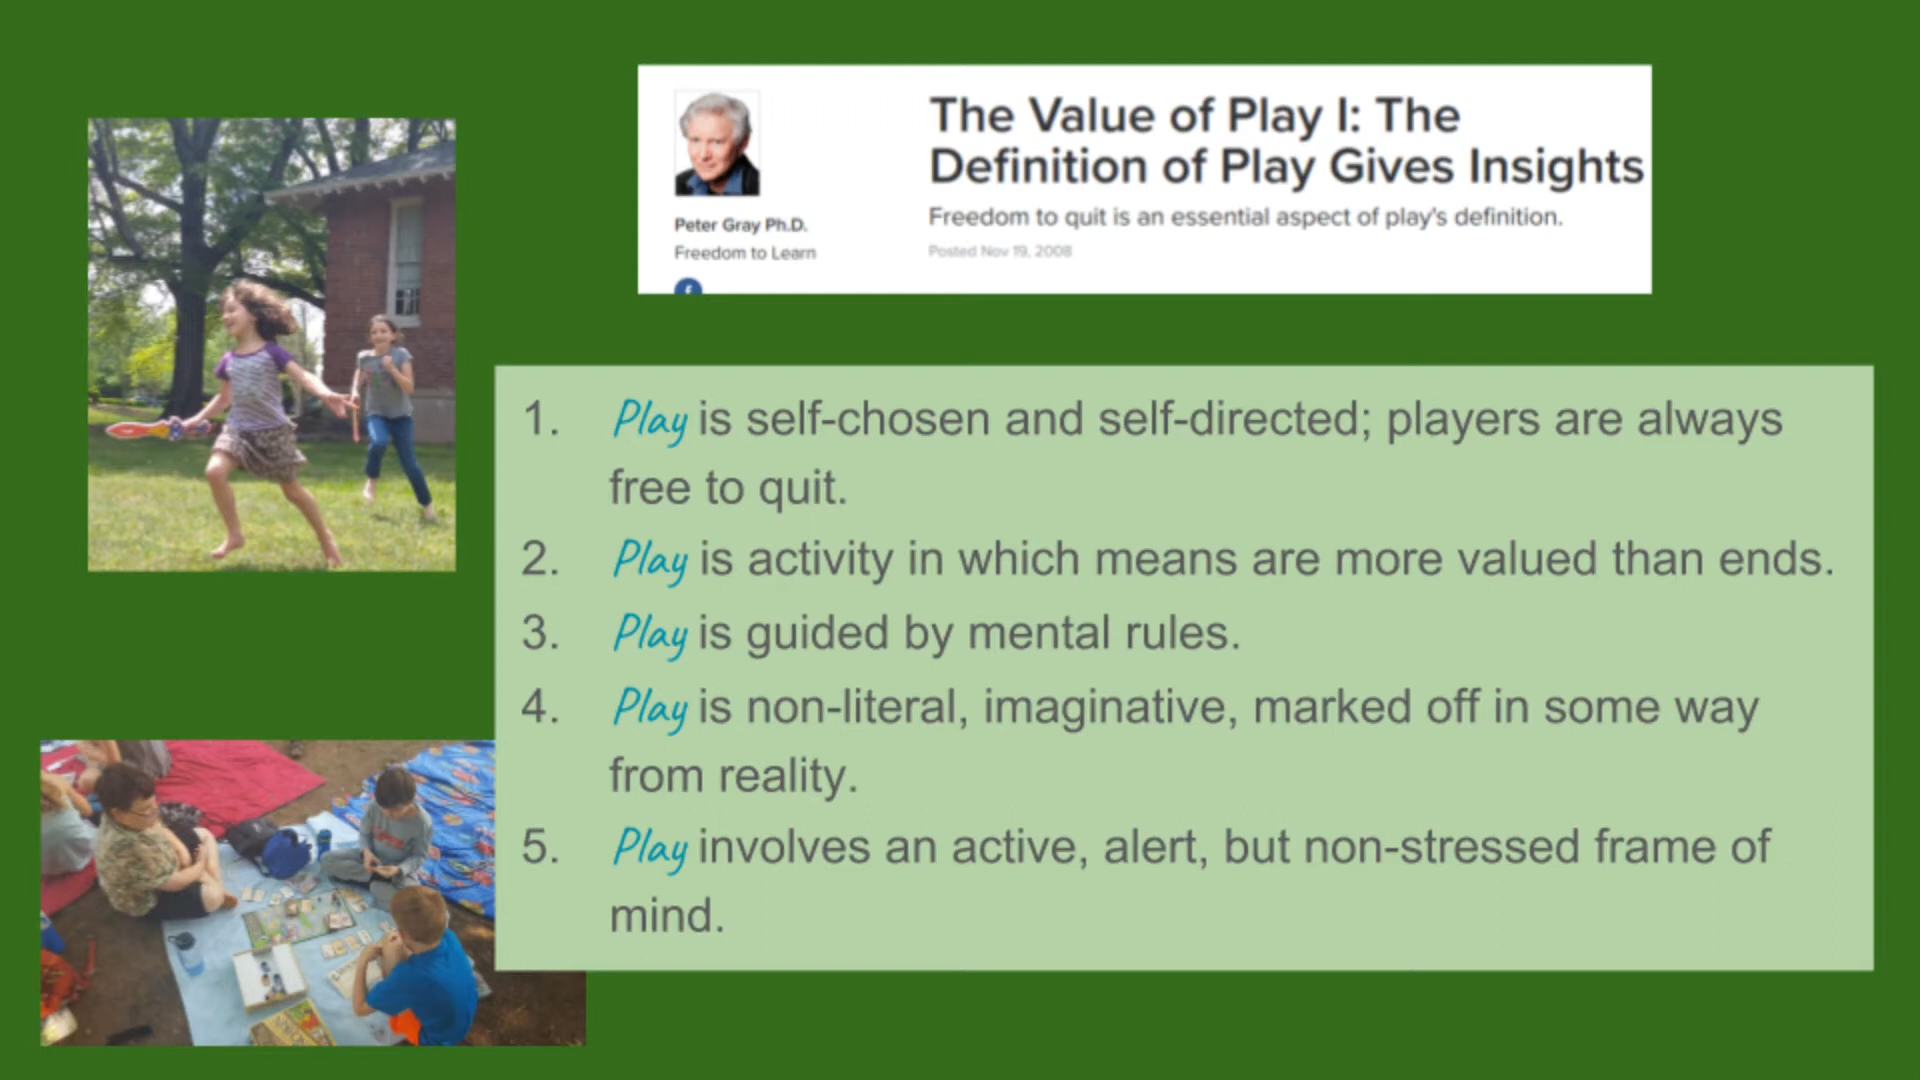 The Value of Play I: The
Definition of Play Gives Insights
Freedom to quit is an essential aspect of play's definition.
Posted Nov 19, 2008
Peter Gray Ph.D.
Freedom to Learn
1. Play is self-chosen and self-directed; players are always
free to quit.
2. Play is activity in which means are more valued than ends.
3. Play is guided by mental rules.
4. Play is non-literal, imaginative, marked off in some way
from reality.
5. Play involves an active, alert, but non-stressed frame of
mind.